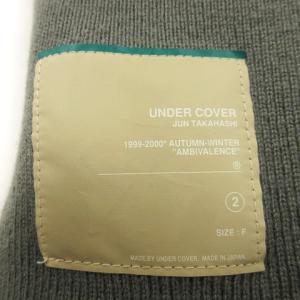 UNDER COVER
JUN TAKAHASHI
1999-2000° AUTUMN-WINTER
"AMBIVALENCE"
®
2
SIZE : F
MADE BY UNDER COVER. MADE IN JAPAN.